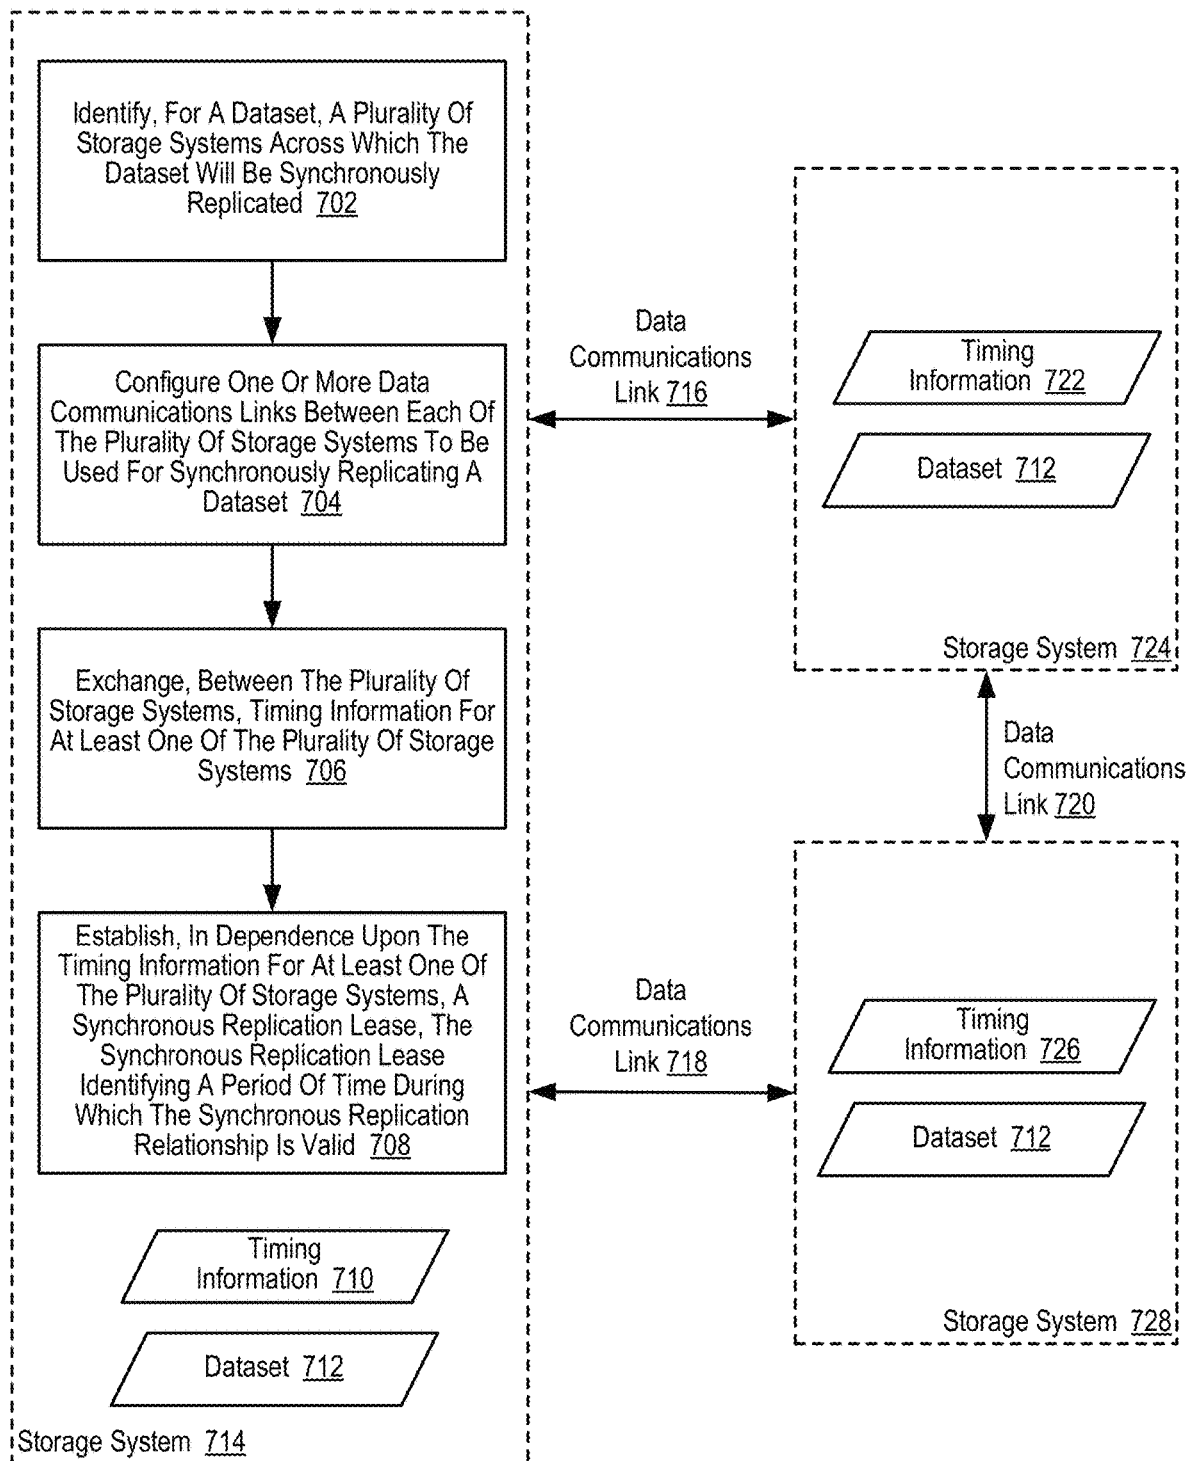 Identify, For A Dataset, A Plurality Of
Storage Systems Across Which The
Dataset Will Be Synchronously
Replicated 702
Configure One Or More Data
Communications Links Between Each Of
The Plurality Of Storage Systems To Be
Used For Synchronously Replicating A
Dataset 704
Exchange, Between The Plurality Of
Storage Systems, Timing Information For
At Least One Of The Plurality Of Storage
Systems 706
Establish, In Dependence Upon The
Timing Information For At Least One Of
The Plurality Of Storage Systems, A
Synchronous Replication Lease, The
Synchronous Replication Lease
Identifying A Period Of Time During
Which The Synchronous Replication
Relationship Is Valid 708
Timing
Information 710
Dataset 712
Storage System 714
Data
Communications
Link 716
Data
Communications
Link 718
Timing
Information 722
Dataset 712
Storage System 724
Data
Communications
Link 720
Timing
Information 726
Dataset 712
Storage System 728